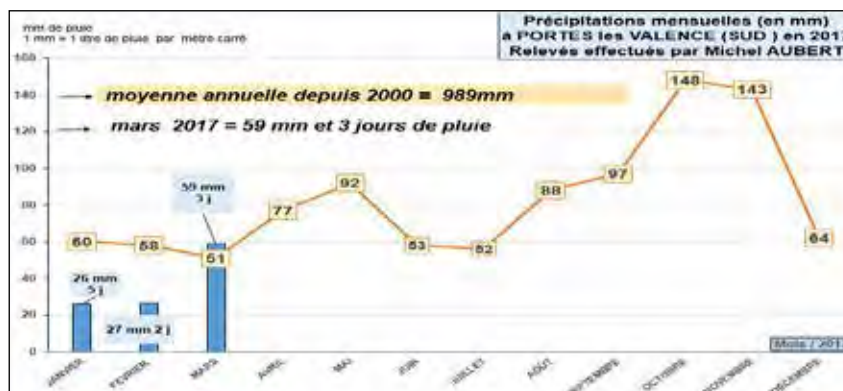 mm de pluie
1 mm = 1 litre de pluie par mètre carré
Précipitations mensuelles (en mm)
à PORTES les VALENCE (SUD ) en 2017
Relevés effectués par Michel AUBERT
moyenne annuelle depuis 2000 = 989mm
mars 2017 = 59 mm et 3 jours de pluie
160
140
120
100
80
60
40
20
0
60
58
51
77
92
53
52
88
97
148
143
64
26 mm
5 j
27 mm 2 j
59 mm
3 j
JANVIER
FEVRIER
MARS
AVRIL
MAI
JUIN
JUILLET
AOÛT
SEPTEMBRE
OCTOBRE
NOVEMBRE
DÉCEMBRE
Mois / 2017